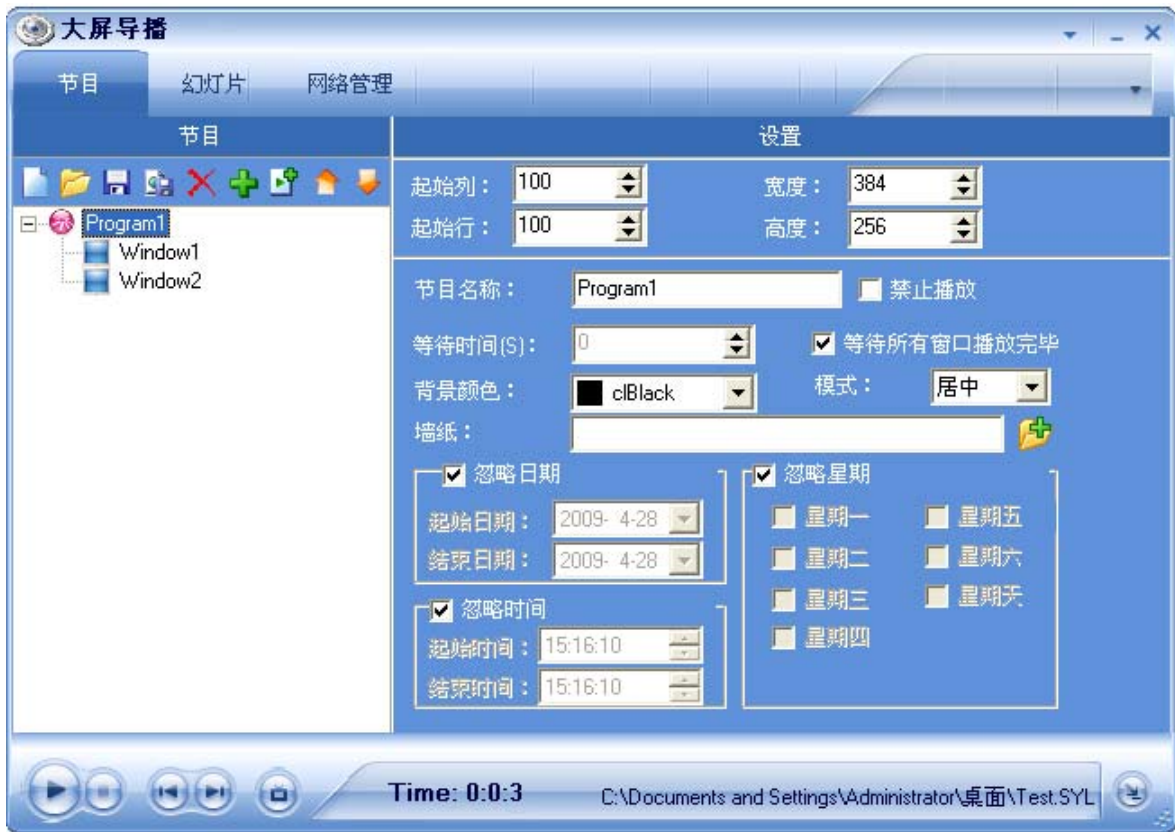 大屏导播
节目 幻灯片 网络管理
节目 设置
起始列： 100 宽度： 384
起始行： 100 高度： 256
Program1
Window1
Window2
节目名称： Program1 禁止播放
等待时间(S)： 0 等待所有窗口播放完毕
背景颜色： clBlack 模式： 居中
墙纸：
忽略日期
起始日期： 2009- 4-28
结束日期： 2009- 4-28
忽略时间
起始时间： 15:16:10
结束时间： 15:16:10
忽略星期
星期一 星期五
星期二 星期六
星期三 星期天
星期四
Time: 0:0:3 C:\Documents and Settings\Administrator\桌面\Test.SYL